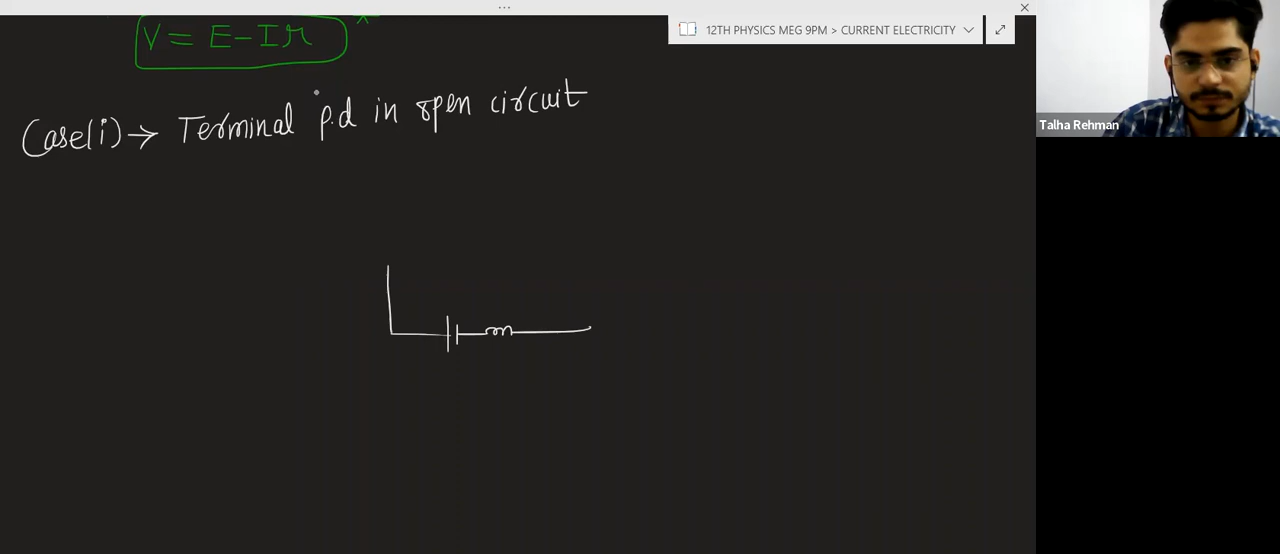 V = E - Ir
12TH PHYSICS MEG 9PM > CURRENT ELECTRICITY
Case(i) → Terminal p.d in open circuit
Talha Rehman